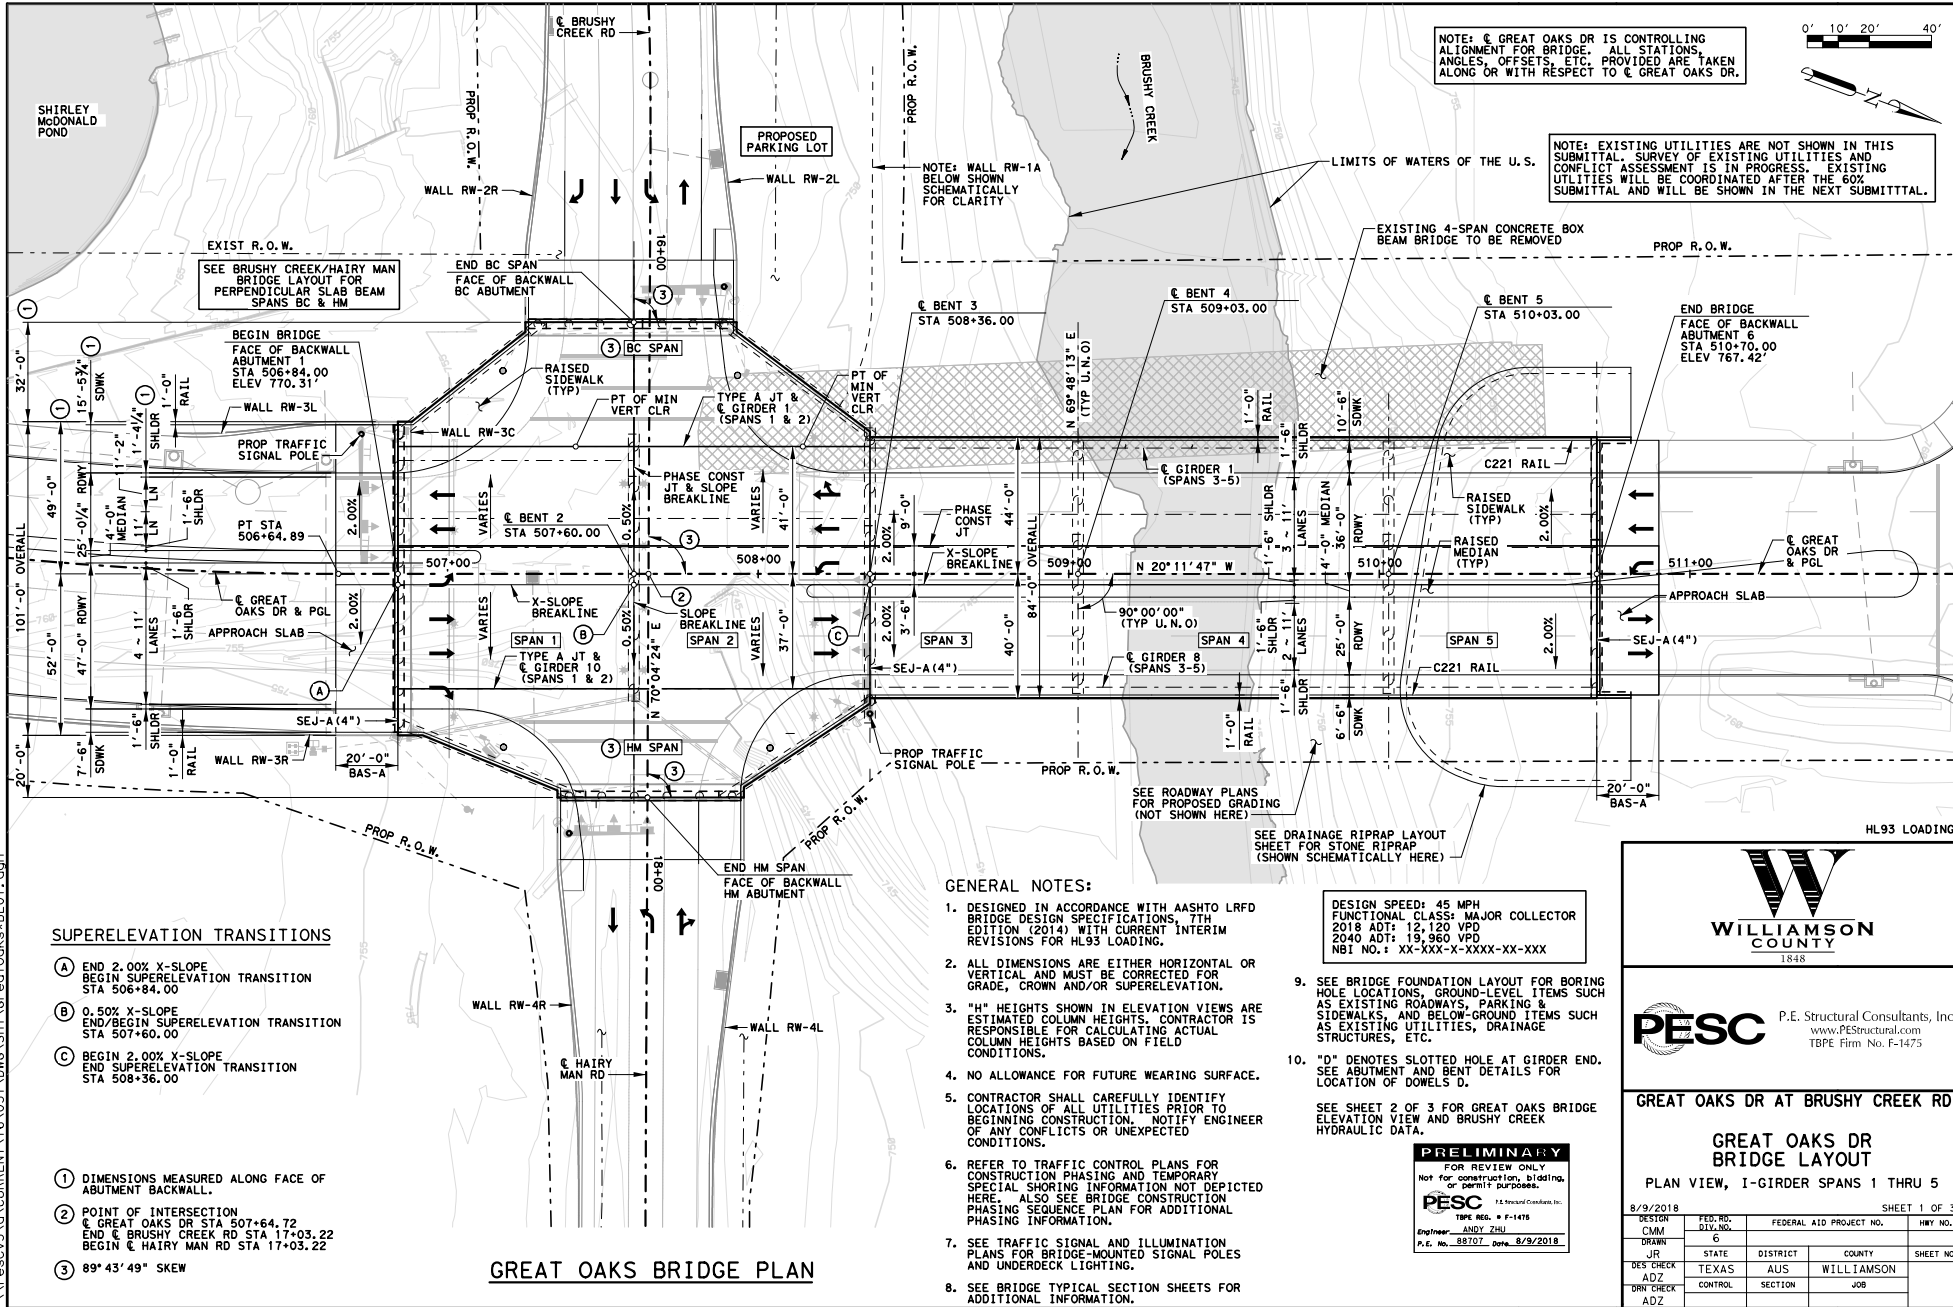 ℄ BRUSHY
CREEK RD
SHIRLEY
McDONALD
POND
PROP R.O.W.
PROP R.O.W.
PROPOSED
PARKING LOT
BRUSHY CREEK
NOTE: ℄ GREAT OAKS DR IS CONTROLLING
ALIGNMENT FOR BRIDGE. ALL STATIONS,
ANGLES, OFFSETS, ETC. PROVIDED ARE TAKEN
ALONG OR WITH RESPECT TO ℄ GREAT OAKS DR.
0' 10' 20' 40'
N
NOTE: EXISTING UTILITIES ARE NOT SHOWN IN THIS
SUBMITTAL. SURVEY OF EXISTING UTILITIES AND
CONFLICT ASSESSMENT IS IN PROGRESS. EXISTING
UTLITIES WILL BE COORDINATED AFTER THE 60%
SUBMITTAL AND WILL BE SHOWN IN THE NEXT SUBMITTTAL.
WALL RW-2R
WALL RW-2L
NOTE: WALL RW-1A
BELOW SHOWN
SCHEMATICALLY
FOR CLARITY
LIMITS OF WATERS OF THE U.S.
EXISTING 4-SPAN CONCRETE BOX
BEAM BRIDGE TO BE REMOVED
PROP R.O.W.
EXIST R.O.W.
SEE BRUSHY CREEK/HAIRY MAN
BRIDGE LAYOUT FOR
PERPENDICULAR SLAB BEAM
SPANS BC & HM
END BC SPAN
FACE OF BACKWALL
BC ABUTMENT
16+00
3
℄ BENT 3
STA 508+36.00
℄ BENT 4
STA 509+03.00
℄ BENT 5
STA 510+03.00
END BRIDGE
FACE OF BACKWALL
ABUTMENT 6
STA 510+70.00
ELEV 767.42'
BEGIN BRIDGE
FACE OF BACKWALL
ABUTMENT 1
STA 506+84.00
ELEV 770.31'
3 BC SPAN
RAISED
SIDEWALK
(TYP)
PT OF MIN
VERT CLR
TYPE A JT &
℄ GIRDER 1
(SPANS 1 & 2)
PT OF
MIN
VERT
CLR
N 69°48'13" E
(TYP U.N.O)
1
1
1
1
32'-0"
15'-5¾"
SDWK
1'-4¼"
SHLDR
1'-0"
RAIL
WALL RW-3L
WALL RW-3C
PROP TRAFFIC
SIGNAL POLE
101'-0" OVERALL
49'-0"
25'-0¼" RDWY
4'-0"
MEDIAN
11'-2"
LN
11'
LN
1'-6"
SHLDR
2.00%
PT STA
506+64.89
VARIES
PHASE CONST
JT & SLOPE
BREAKLINE
0.50%
VARIES
41'-0"
℄ BENT 2
STA 507+60.00
3
2.00%
9'-0"
PHASE
CONST
JT
X-SLOPE
BREAKLINE
44'-0"
84'-0" OVERALL
℄ GIRDER 1
(SPANS 3-5)
1'-0"
RAIL
1'-6"
SHLDR
10'-6"
SDWK
C221 RAIL
1'-6" SHLDR
3 ~ 11'
LANES
4'-0" MEDIAN
36'-0"
RDWY
RAISED
SIDEWALK
(TYP)
RAISED
MEDIAN
(TYP)
2.00%
℄ GREAT
OAKS DR
& PGL
507+00
508+00
509+00
N 20°11'47" W
510+00
511+00
APPROACH SLAB
SEJ-A(4")
℄ GREAT
OAKS DR & PGL
APPROACH SLAB
2.00%
52'-0"
47'-0" RDWY
4 ~ 11'
LANES
1'-6"
SHLDR
VARIES
X-SLOPE
BREAKLINE
B
2
SLOPE
BREAKLINE
0.50%
SPAN 1
SPAN 2
VARIES
37'-0"
C
2.00%
3'-6"
SPAN 3
40'-0"
90°00'00"
(TYP U.N.O)
SPAN 4
1'-6"
SHLDR
2 ~ 11'
LANES
25'-0"
RDWY
SPAN 5
2.00%
TYPE A JT &
℄ GIRDER 10
(SPANS 1 & 2)
N 70°04'24" E
SEJ-A(4")
℄ GIRDER 8
(SPANS 3-5)
C221 RAIL
A
SEJ-A(4")
1'-6"
SHLDR
20'-0"
7'-6"
SDWK
1'-0"
RAIL
WALL RW-3R
20'-0"
BAS-A
3 HM SPAN
3
PROP TRAFFIC
SIGNAL POLE
PROP R.O.W.
1'-0"
RAIL
1'-6"
SHLDR
6'-6"
SDWK
20'-0"
BAS-A
SEE ROADWAY PLANS
FOR PROPOSED GRADING
(NOT SHOWN HERE)
SEE DRAINAGE RIPRAP LAYOUT
SHEET FOR STONE RIPRAP
(SHOWN SCHEMATICALLY HERE)
PROP R.O.W.
PROP R.O.W.
18+00
END HM SPAN
FACE OF BACKWALL
HM ABUTMENT
HL93 LOADING
WALL RW-4R
WALL RW-4L
℄ HAIRY
MAN RD
SUPERELEVATION TRANSITIONS
A END 2.00% X-SLOPE
BEGIN SUPERELEVATION TRANSITION
STA 506+84.00
B 0.50% X-SLOPE
END/BEGIN SUPERELEVATION TRANSITION
STA 507+60.00
C BEGIN 2.00% X-SLOPE
END SUPERELEVATION TRANSITION
STA 508+36.00
1 DIMENSIONS MEASURED ALONG FACE OF
ABUTMENT BACKWALL.
2 POINT OF INTERSECTION
℄ GREAT OAKS DR STA 507+64.72
END ℄ BRUSHY CREEK RD STA 17+03.22
BEGIN ℄ HAIRY MAN RD STA 17+03.22
3 89°43'49" SKEW
GREAT OAKS BRIDGE PLAN
GENERAL NOTES:
1. DESIGNED IN ACCORDANCE WITH AASHTO LRFD
BRIDGE DESIGN SPECIFICATIONS, 7TH
EDITION (2014) WITH CURRENT INTERIM
REVISIONS FOR HL93 LOADING.
2. ALL DIMENSIONS ARE EITHER HORIZONTAL OR
VERTICAL AND MUST BE CORRECTED FOR
GRADE, CROWN AND/OR SUPERELEVATION.
3. "H" HEIGHTS SHOWN IN ELEVATION VIEWS ARE
ESTIMATED COLUMN HEIGHTS. CONTRACTOR IS
RESPONSIBLE FOR CALCULATING ACTUAL
COLUMN HEIGHTS BASED ON FIELD
CONDITIONS.
4. NO ALLOWANCE FOR FUTURE WEARING SURFACE.
5. CONTRACTOR SHALL CAREFULLY IDENTIFY
LOCATIONS OF ALL UTILITIES PRIOR TO
BEGINNING CONSTRUCTION. NOTIFY ENGINEER
OF ANY CONFLICTS OR UNEXPECTED
CONDITIONS.
6. REFER TO TRAFFIC CONTROL PLANS FOR
CONSTRUCTION PHASING AND TEMPORARY
SPECIAL SHORING INFORMATION NOT DEPICTED
HERE. ALSO SEE BRIDGE CONSTRUCTION
PHASING SEQUENCE PLAN FOR ADDITIONAL
PHASING INFORMATION.
7. SEE TRAFFIC SIGNAL AND ILLUMINATION
PLANS FOR BRIDGE-MOUNTED SIGNAL POLES
AND UNDERDECK LIGHTING.
8. SEE BRIDGE TYPICAL SECTION SHEETS FOR
ADDITIONAL INFORMATION.
DESIGN SPEED: 45 MPH
FUNCTIONAL CLASS: MAJOR COLLECTOR
2018 ADT: 12,120 VPD
2040 ADT: 19,960 VPD
NBI NO.: XX-XXX-X-XXXX-XX-XXX
9. SEE BRIDGE FOUNDATION LAYOUT FOR BORING
HOLE LOCATIONS, GROUND-LEVEL ITEMS SUCH
AS EXISTING ROADWAYS, PARKING &
SIDEWALKS, AND BELOW-GROUND ITEMS SUCH
AS EXISTING UTILITIES, DRAINAGE
STRUCTURES, ETC.
10. "D" DENOTES SLOTTED HOLE AT GIRDER END.
SEE ABUTMENT AND BENT DETAILS FOR
LOCATION OF DOWELS D.
SEE SHEET 2 OF 3 FOR GREAT OAKS BRIDGE
ELEVATION VIEW AND BRUSHY CREEK
HYDRAULIC DATA.
PRELIMINARY
FOR REVIEW ONLY
Not for construction, bidding,
or permit purposes.
PESC P.E. Structural Consultants, Inc.
TBPE REG. # F-1475
Engineer ANDY ZHU
P.E. No. 88707 Date 8/9/2018
W
WILLIAMSON
COUNTY
1848
PESC
P.E. Structural Consultants, Inc
www.PEStructural.com
TBPE Firm No. F-1475
GREAT OAKS DR AT BRUSHY CREEK RD
GREAT OAKS DR
BRIDGE LAYOUT
PLAN VIEW, I-GIRDER SPANS 1 THRU 5
8/9/2018 SHEET 1 OF 3
DESIGN FED.RD. DIV.NO. FEDERAL AID PROJECT NO. HWY NO.
CMM 6
DRAWN STATE DISTRICT COUNTY SHEET NO
JR
DES CHECK TEXAS AUS WILLIAMSON
ADZ CONTROL SECTION JOB
DRN CHECK
ADZ